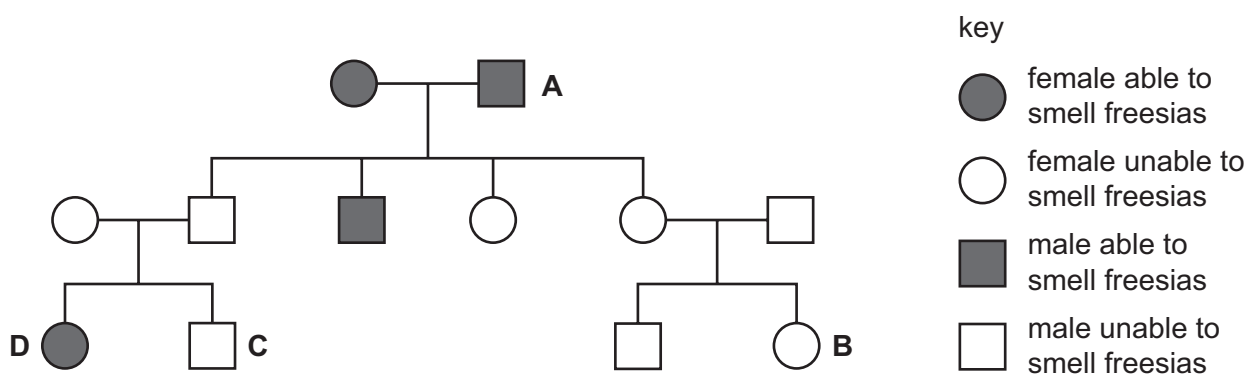 key
A
female able to
smell freesias
female unable to
smell freesias
male able to
smell freesias
D
C
B
male unable to
smell freesias